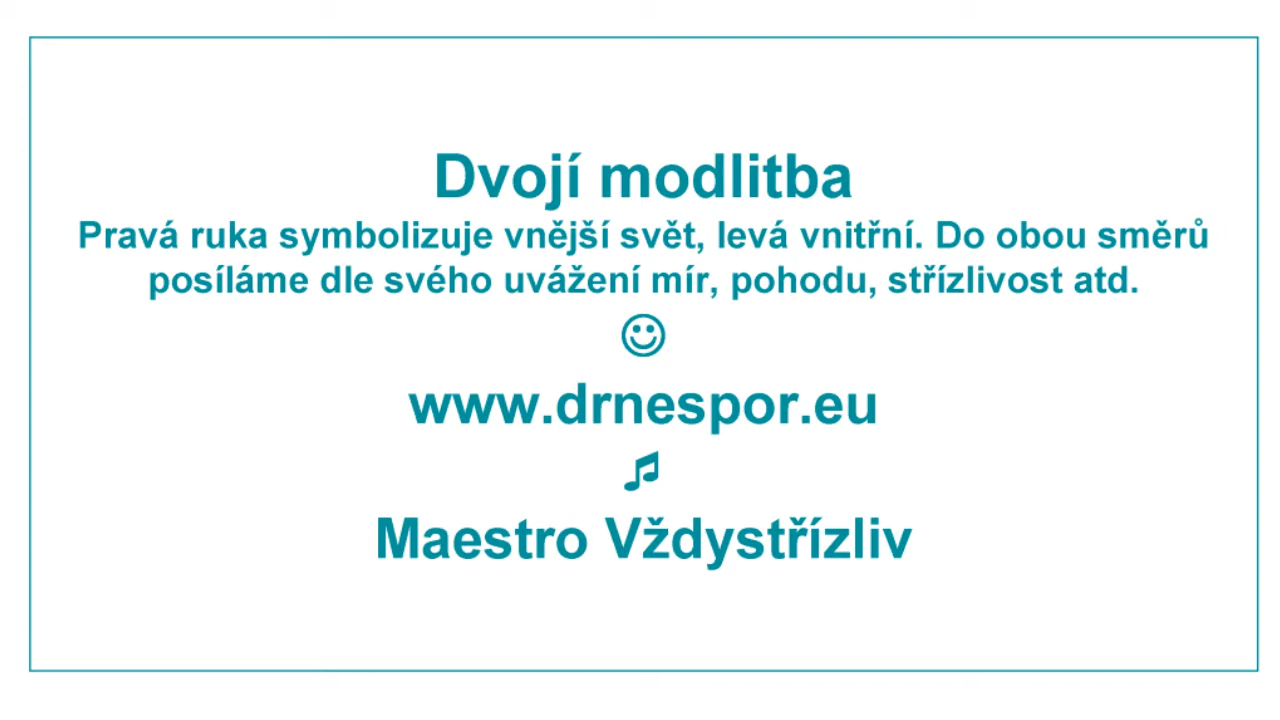 Dvojí modlitba
Pravá ruka symbolizuje vnější svět, levá vnitřní. Do obou směrů
posíláme dle svého uvážení mír, pohodu, střízlivost atd.
☺
www.drnespor.eu
♫
Maestro Vždystřízliv